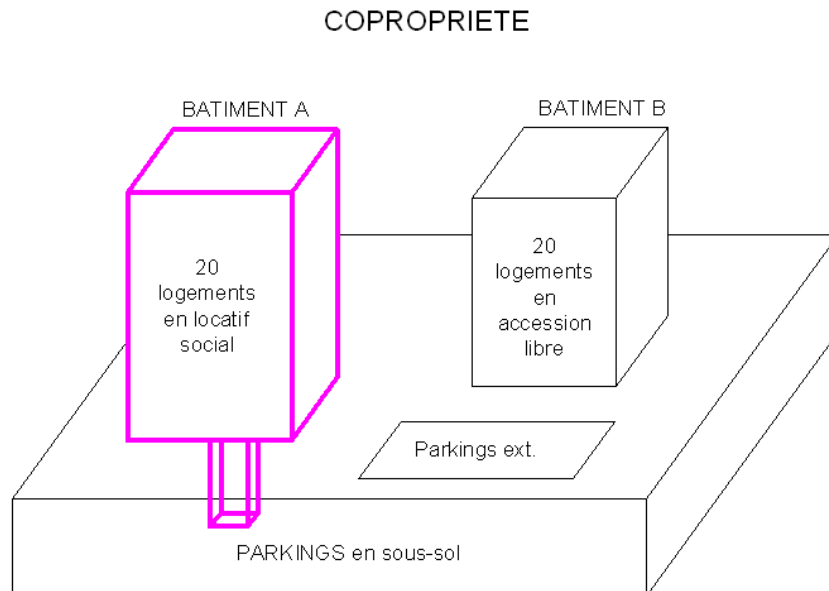 COPROPRIETE
BATIMENT A
BATIMENT B
20
logements
en locatif
social
20
logements
en
accession
libre
Parkings ext.
PARKINGS en sous-sol